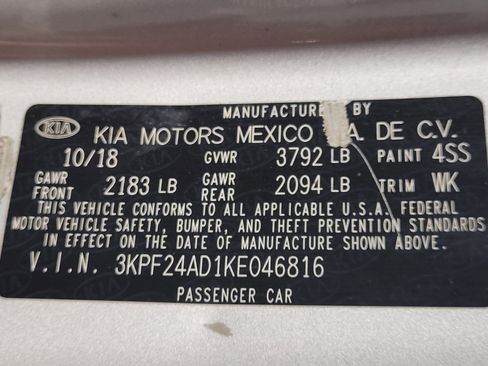 MANUFACTURED BY
KIA KIA MOTORS MEXICO A. DE C.V.
10/18 GVWR 3792 LB PAINT 4SS
GAWR FRONT 2183 LB GAWR REAR 2094 LB TRIM WK
THIS VEHICLE CONFORMS TO ALL APPLICABLE U.S.A. FEDERAL
MOTOR VEHICLE SAFETY, BUMPER, AND THEFT PREVENTION STANDARDS
IN EFFECT ON THE DATE OF MANUFACTURE SHOWN ABOVE.
V.I.N. 3KPF24AD1KE046816
PASSENGER CAR